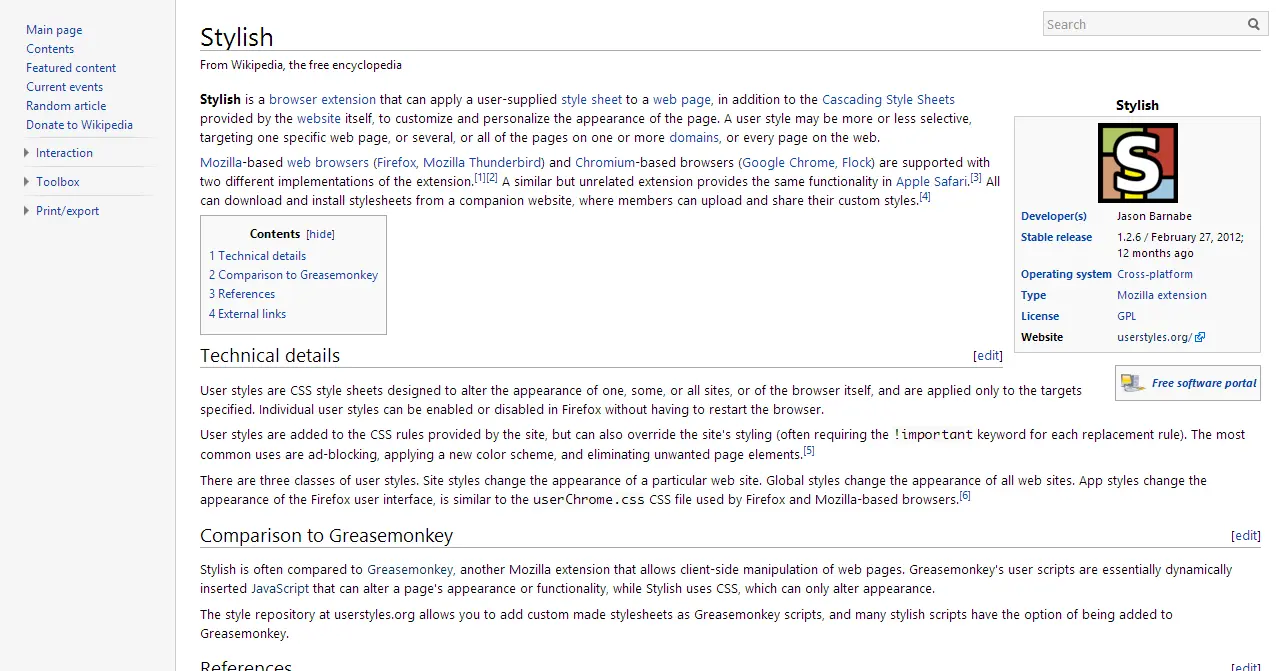 Main page
Contents
Featured content
Current events
Random article
Donate to Wikipedia
Interaction
Toolbox
Print/export
Search
Stylish
From Wikipedia, the free encyclopedia
Stylish is a browser extension that can apply a user-supplied style sheet to a web page, in addition to the Cascading Style Sheets
provided by the website itself, to customize and personalize the appearance of the page. A user style may be more or less selective,
targeting one specific web page, or several, or all of the pages on one or more domains, or every page on the web.
Mozilla-based web browsers (Firefox, Mozilla Thunderbird) and Chromium-based browsers (Google Chrome, Flock) are supported with
two different implementations of the extension.[1][2] A similar but unrelated extension provides the same functionality in Apple Safari.[3] All
can download and install stylesheets from a companion website, where members can upload and share their custom styles.[4]
Stylish
S
Developer(s) Jason Barnabe
Stable release 1.2.6 / February 27, 2012;
12 months ago
Operating system Cross-platform
Type Mozilla extension
License GPL
Website userstyles.org/
Contents [hide]
1 Technical details
2 Comparison to Greasemonkey
3 References
4 External links
Technical details [edit]
Free software portal
User styles are CSS style sheets designed to alter the appearance of one, some, or all sites, or of the browser itself, and are applied only to the targets
specified. Individual user styles can be enabled or disabled in Firefox without having to restart the browser.
User styles are added to the CSS rules provided by the site, but can also override the site's styling (often requiring the !important keyword for each replacement rule). The most
common uses are ad-blocking, applying a new color scheme, and eliminating unwanted page elements.[5]
There are three classes of user styles. Site styles change the appearance of a particular web site. Global styles change the appearance of all web sites. App styles change the
appearance of the Firefox user interface, is similar to the userChrome.css CSS file used by Firefox and Mozilla-based browsers.[6]
Comparison to Greasemonkey [edit]
Stylish is often compared to Greasemonkey, another Mozilla extension that allows client-side manipulation of web pages. Greasemonkey's user scripts are essentially dynamically
inserted JavaScript that can alter a page's appearance or functionality, while Stylish uses CSS, which can only alter appearance.
The style repository at userstyles.org allows you to add custom made stylesheets as Greasemonkey scripts, and many stylish scripts have the option of being added to
Greasemonkey.
References [edit]